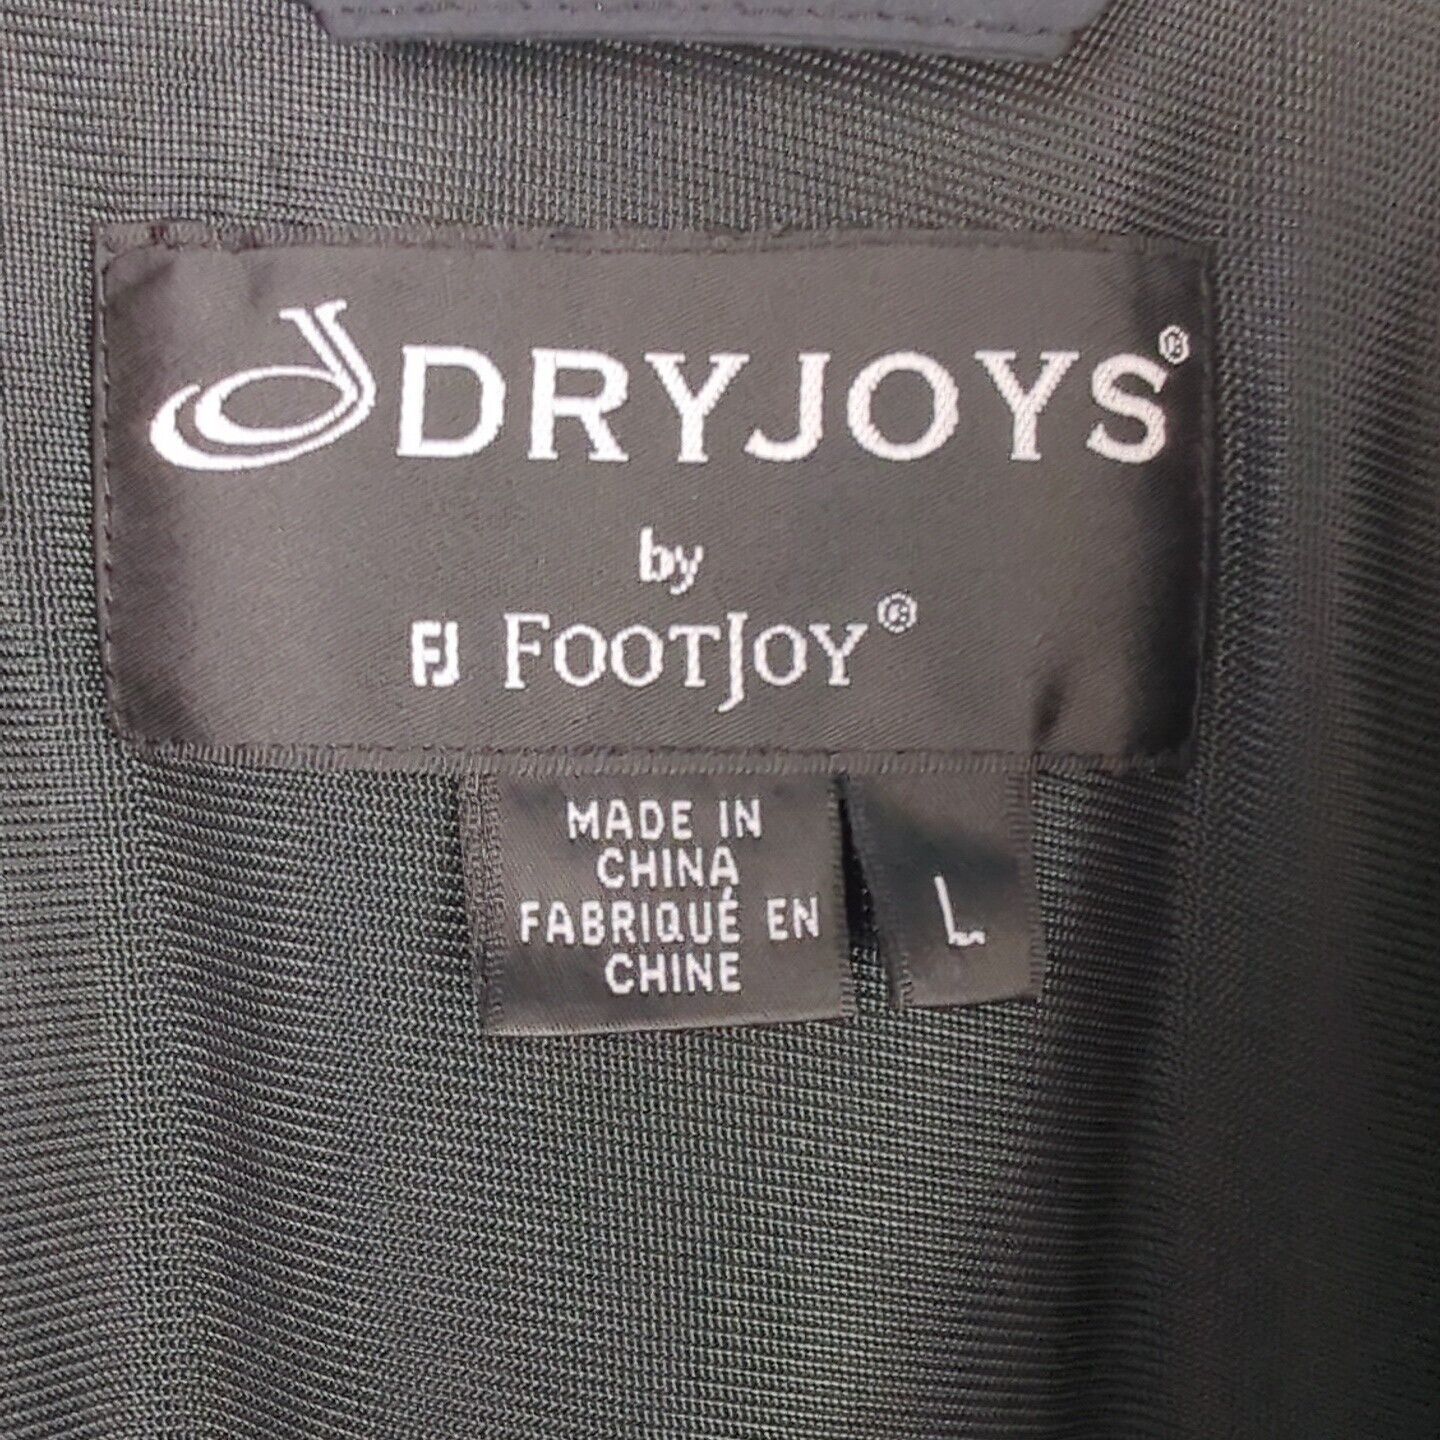 DRYJOYS®
by
FJ FOOTJOY®
MADE IN
CHINA
FABRIQUÉ EN
CHINE
L